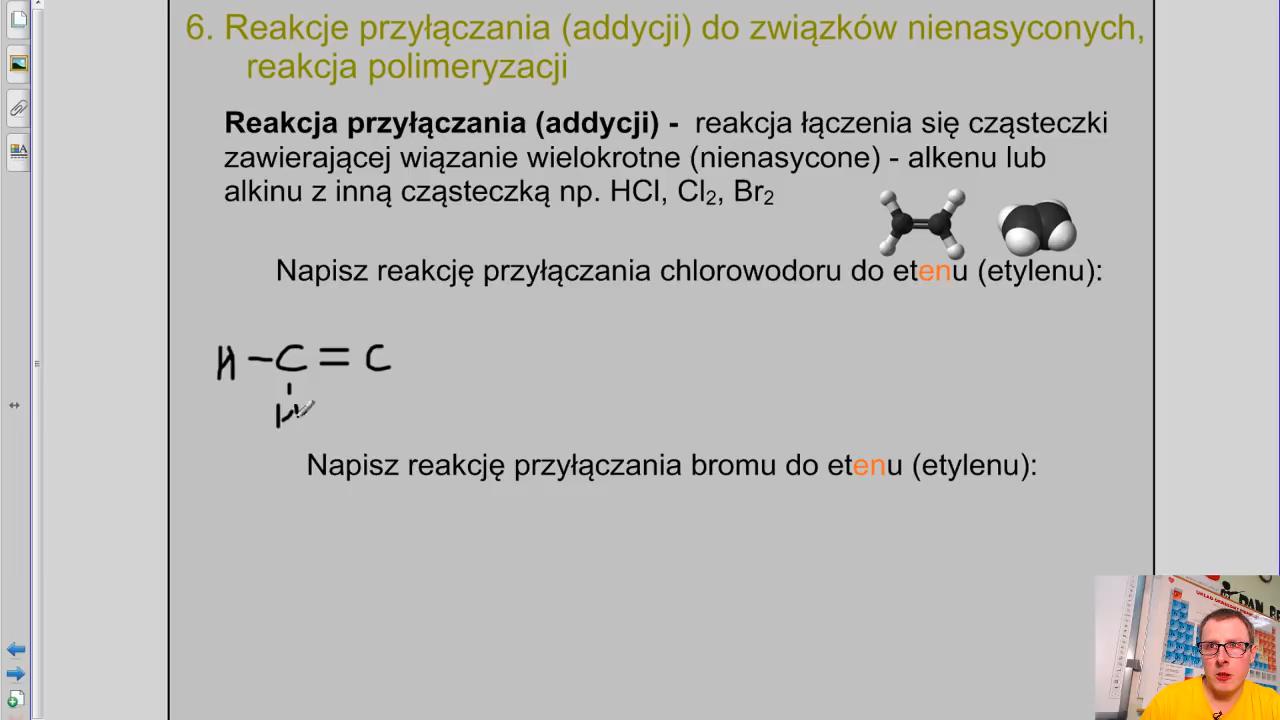 6. Reakcje przyłączania (addycji) do związków nienasyconych,
reakcja polimeryzacji
Reakcja przyłączania (addycji) - reakcja łączenia się cząsteczki
zawierającej wiązanie wielokrotne (nienasycone) - alkenu lub
alkinu z inną cząsteczką np. HCl, Cl₂, Br₂
Napisz reakcję przyłączania chlorowodoru do etenu (etylenu):
H – C = C
H
Napisz reakcję przyłączania bromu do etenu (etylenu):